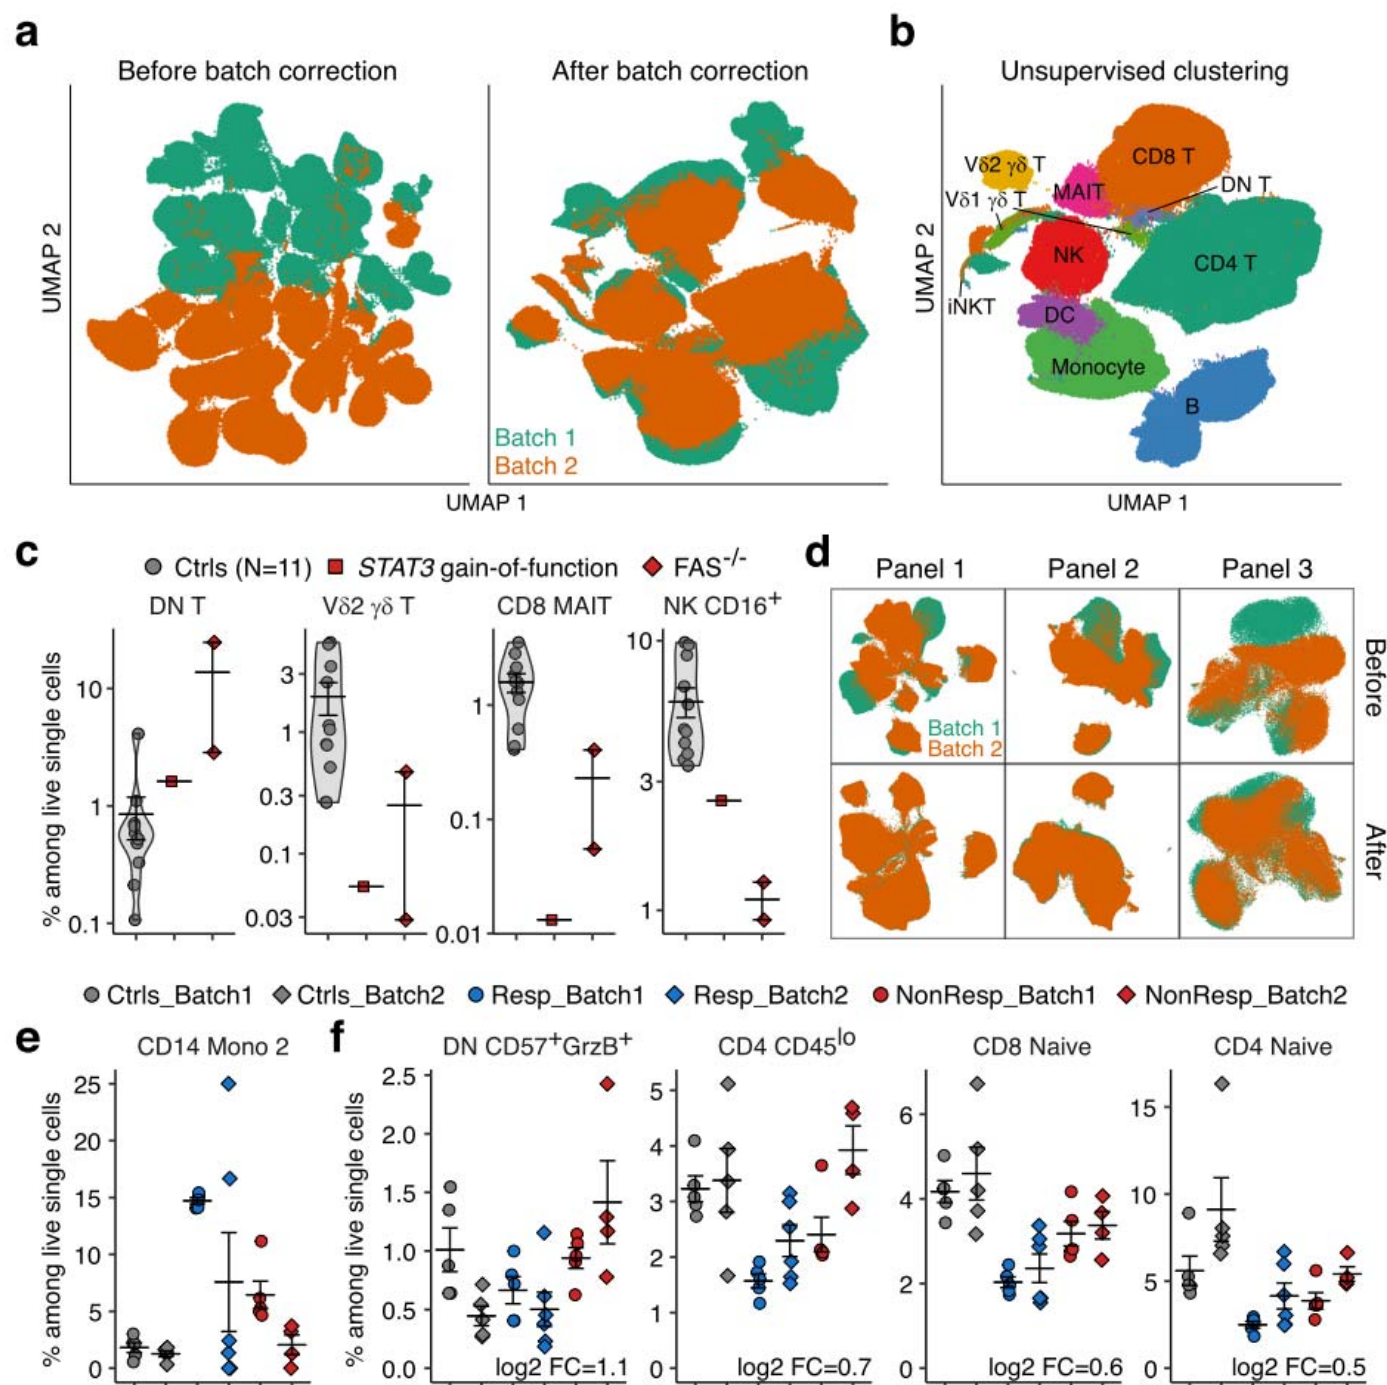 a
b
Before batch correction
After batch correction
Unsupervised clustering
UMAP 2
Batch 1
Batch 2
UMAP 1
UMAP 2
Vδ2 γδ T
CD8 T
MAIT
DN T
Vδ1 γδ T
NK
CD4 T
iNKT
DC
Monocyte
B
UMAP 1
c
Ctrls (N=11) STAT3 gain-of-function FAS-/-
DN T
Vδ2 γδ T
CD8 MAIT
NK CD16+
% among live single cells
10
1
0.1
3
1
0.3
0.1
0.03
1
0.1
0.01
10
3
1
d
Panel 1
Panel 2
Panel 3
Batch 1
Batch 2
Before
After
Ctrls_Batch1 Ctrls_Batch2 Resp_Batch1 Resp_Batch2 NonResp_Batch1 NonResp_Batch2
e
CD14 Mono 2
% among live single cells
25
20
15
10
5
0
f
DN CD57+GrzB+
CD4 CD45lo
CD8 Naive
CD4 Naive
% among live single cells
2.5
2.0
1.5
1.0
0.5
0.0
log2 FC=1.1
5
4
3
2
1
0
log2 FC=0.7
6
4
2
0
log2 FC=0.6
15
10
5
0
log2 FC=0.5